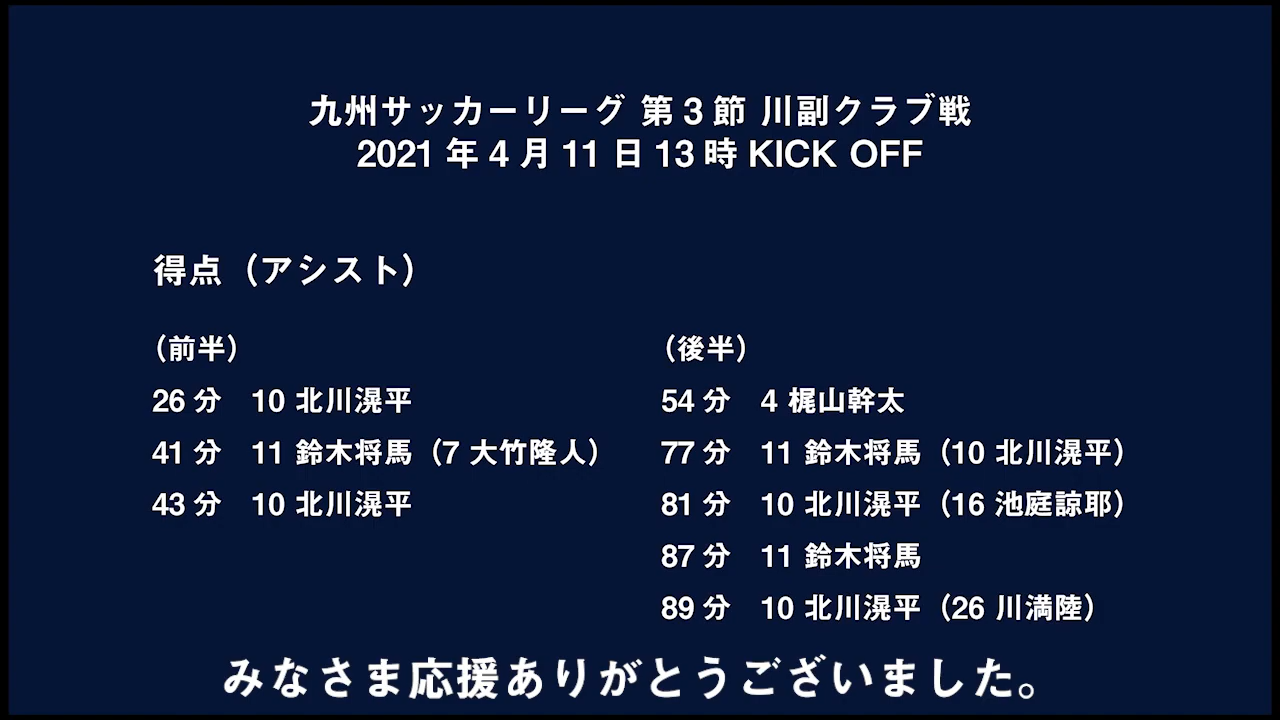 九州サッカーリーグ 第3節 川副クラブ戦
2021年4月11日13時KICK OFF
得点（アシスト）
（前半）
26分 10 北川滉平
41分 11 鈴木将馬（7 大竹隆人）
43分 10 北川滉平
（後半）
54分 4 梶山幹太
77分 11 鈴木将馬（10 北川滉平）
81分 10 北川滉平（16 池庭諒耶）
87分 11 鈴木将馬
89分 10 北川滉平（26 川満陸）
みなさま応援ありがとうございました。